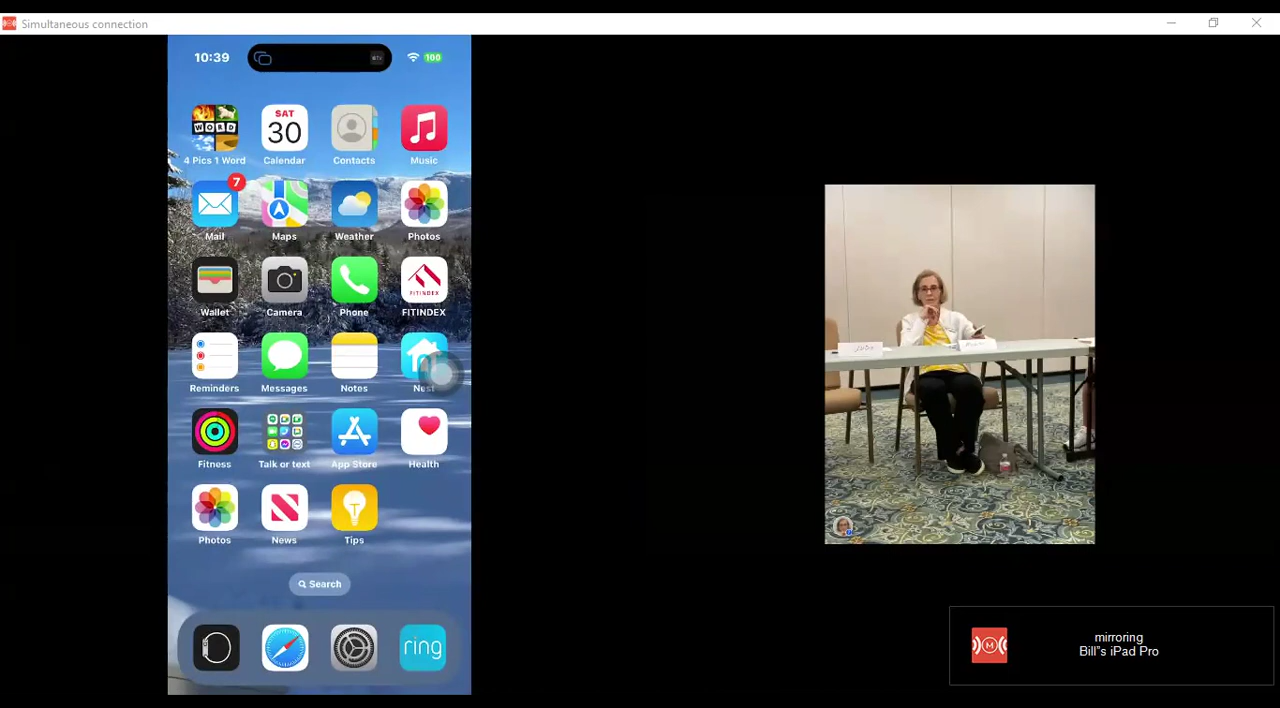 Simultaneous connection
10:39
100
WORD
SAT
30
4 Pics 1 Word
Calendar
Contacts
Music
7
Mail
Maps
Weather
Photos
FITINDEX
Wallet
Camera
Phone
FITINDEX
Reminders
Messages
Notes
Nest
Fitness
Talk or text
App Store
Health
Photos
News
Tips
Search
ring
M
mirroring
Bill"s iPad Pro